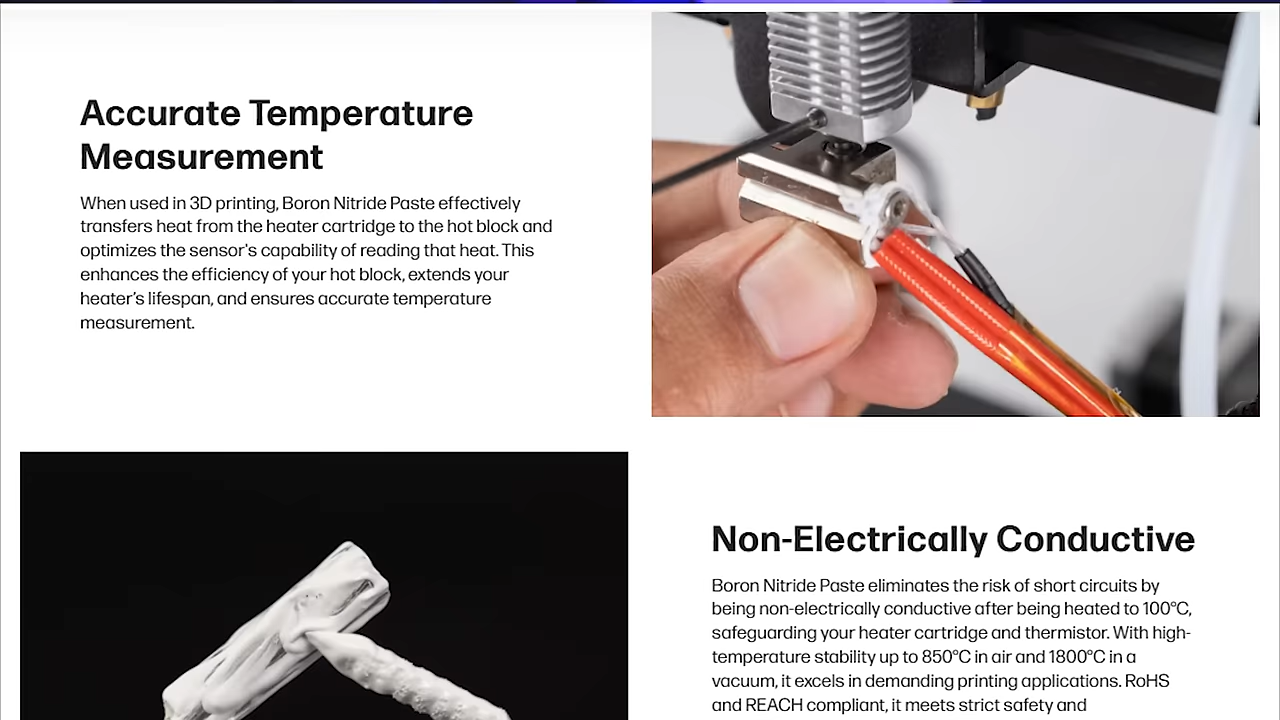 Accurate Temperature
Measurement
When used in 3D printing, Boron Nitride Paste effectively
transfers heat from the heater cartridge to the hot block and
optimizes the sensor's capability of reading that heat. This
enhances the efficiency of your hot block, extends your
heater's lifespan, and ensures accurate temperature
measurement.
Non-Electrically Conductive
Boron Nitride Paste eliminates the risk of short circuits by
being non-electrically conductive after being heated to 100°C,
safeguarding your heater cartridge and thermistor. With high-
temperature stability up to 850°C in air and 1800°C in a
vacuum, it excels in demanding printing applications. RoHS
and REACH compliant, it meets strict safety and